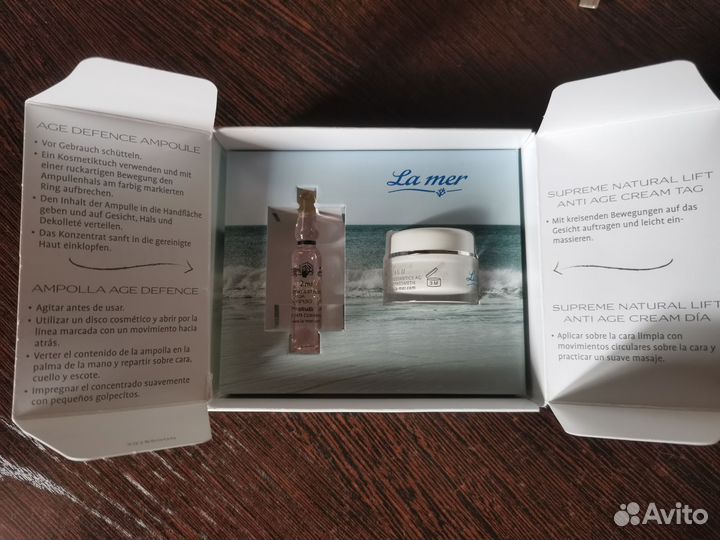 AGE DEFENCE AMPOULE
• Vor Gebrauch schütteln.
• Ein Kosmetiktuch verwenden und mit
einer ruckartigen Bewegung den
Ampullenhals am farbig markierten
Ring aufbrechen.
• Den Inhalt der Ampulle in die Handfläche
geben und auf Gesicht, Hals und
Dekolleté verteilen.
• Das Konzentrat sanft in die gereinigte
Haut einklopfen.
AMPOLLA AGE DEFENCE
• Agitar antes de usar.
• Utilizar un disco cosmético y abrir por la
línea marcada con un movimiento hacia
atrás.
• Verter el contenido de la ampolla en la
palma de la mano y repartir sobre cara,
cuello y escote.
• Impregnar el concentrado suavemente
con pequeños golpecitos.
La mer
2 ml
COSMETICS AG
3 M
SUPREME NATURAL LIFT
ANTI AGE CREAM TAG
• Mit kreisenden Bewegungen auf das
Gesicht auftragen und leicht ein-
massieren.
SUPREME NATURAL LIFT
ANTI AGE CREAM DÍA
• Aplicar sobre la cara limpia con
movimientos circulares sobre la cara y
practicar un suave masaje.
Avito